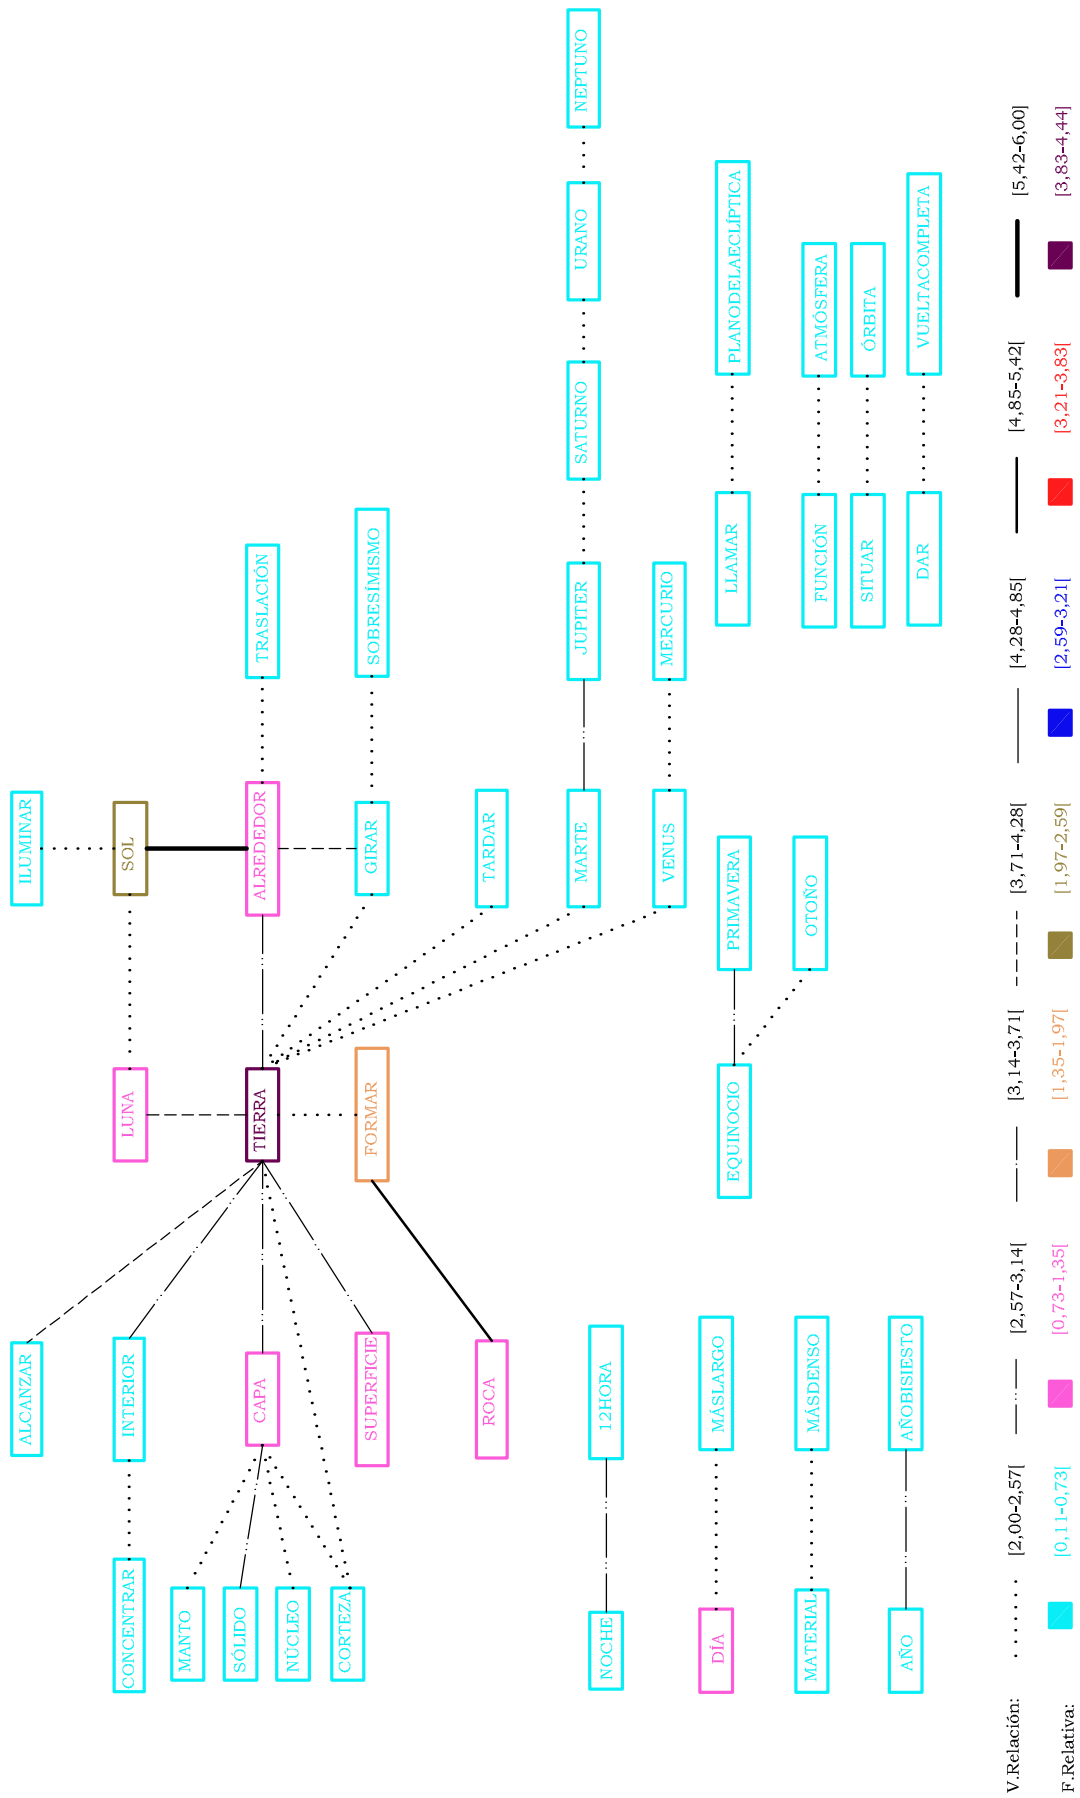 CONCENTRAR
INTERIOR
ALCANZAR
LUNA
SOL
ILUMINAR
MANTO
SÓLIDO
NÚCLEO
CORTEZA
CAPA
TIERRA
ALREDEDOR
TRASLACIÓN
SUPERFICIE
FORMAR
GIRAR
SOBRESÍMISMO
ROCA
TARDAR
NOCHE
12HORA
MARTE
JUPITER
SATURNO
URANO
NEPTUNO
VENUS
MERCURIO
DÍA
MÁSLARGO
EQUINOCIO
PRIMAVERA
LLAMAR
PLANODELAECLÍPTICA
MATERIAL
MÁSDENSO
OTOÑO
FUNCIÓN
ATMÓSFERA
SITUAR
ÓRBITA
AÑO
AÑOBISIESTO
DAR
VUELTACOMPLETA
V.Relación: [2,00-2,57[ [2,57-3,14[ [3,14-3,71[ [3,71-4,28[ [4,28-4,85[ [4,85-5,42[ [5,42-6,00]
F.Relativa: [0,11-0,73[ [0,73-1,35[ [1,35-1,97[ [1,97-2,59[ [2,59-3,21[ [3,21-3,83[ [3,83-4,44]